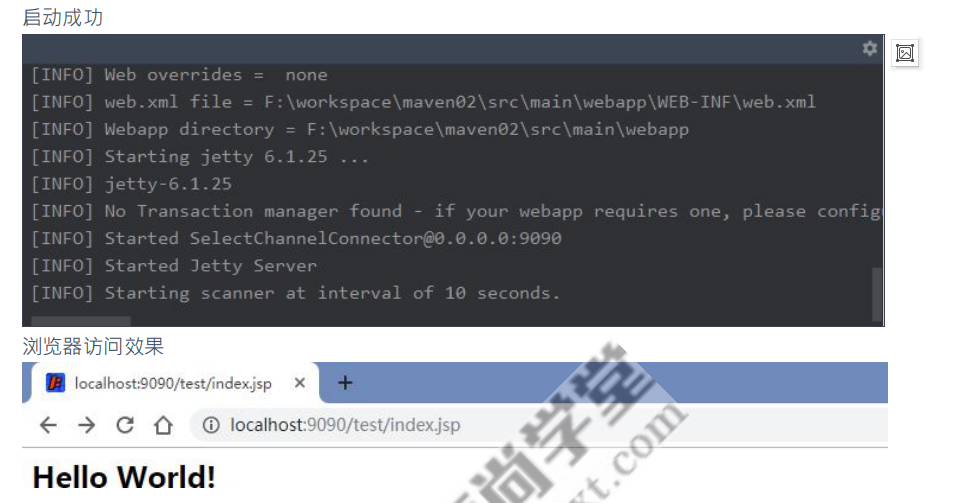 启动成功
[INFO] Web overrides =  none
[INFO] web.xml file = F:\workspace\maven02\src\main\webapp\WEB-INF\web.xml
[INFO] Webapp directory = F:\workspace\maven02\src\main\webapp
[INFO] Starting jetty 6.1.25 ...
[INFO] jetty-6.1.25
[INFO] No Transaction manager found - if your webapp requires one, please config
[INFO] Started SelectChannelConnector@0.0.0.0:9090
[INFO] Started Jetty Server
[INFO] Starting scanner at interval of 10 seconds.
浏览器访问效果
localhost:9090/test/index.jsp
localhost:9090/test/index.jsp
Hello World!
尚学堂
xt.com